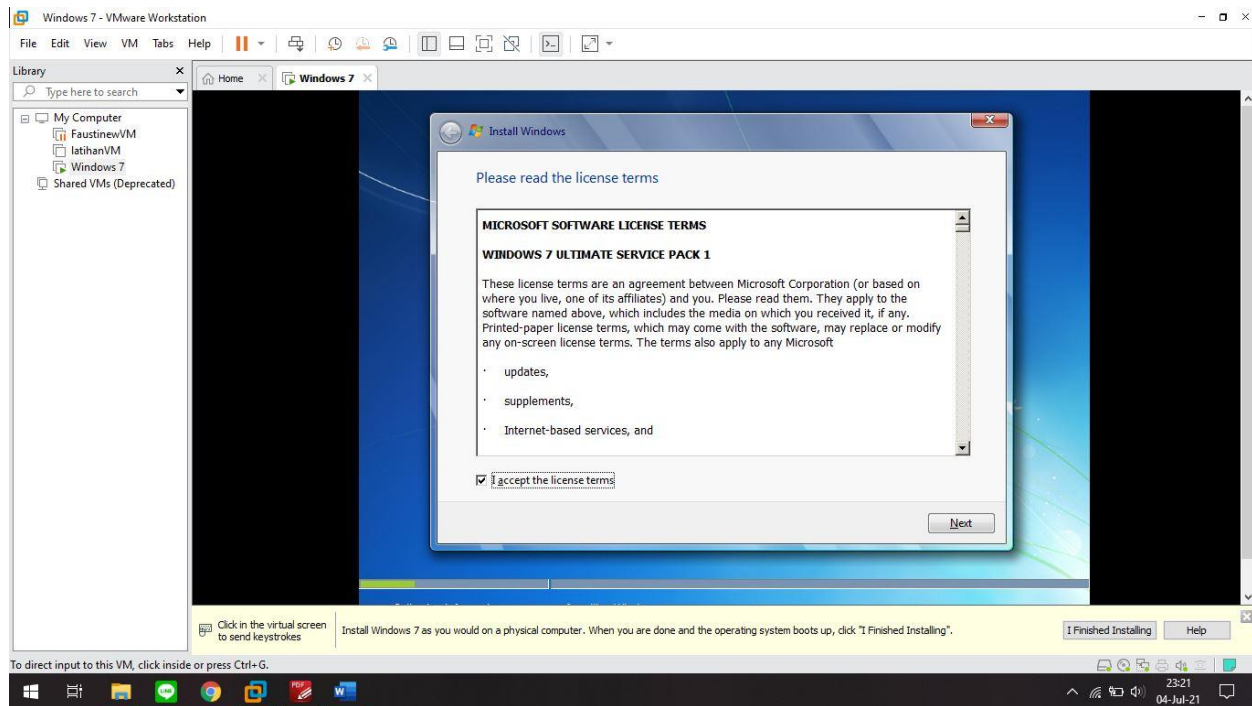 Windows 7 - VMware Workstation
File Edit View VM Tabs Help
Library
Type here to search
My Computer
FaustinewVM
latihanVM
Windows 7
Shared VMs (Deprecated)
Home
Windows 7
Install Windows
Please read the license terms
MICROSOFT SOFTWARE LICENSE TERMS
WINDOWS 7 ULTIMATE SERVICE PACK 1
These license terms are an agreement between Microsoft Corporation (or based on
where you live, one of its affiliates) and you. Please read them. They apply to the
software named above, which includes the media on which you received it, if any.
Printed-paper license terms, which may come with the software, may replace or modify
any on-screen license terms. The terms also apply to any Microsoft
· updates,
· supplements,
· Internet-based services, and
I accept the license terms
Next
Click in the virtual screen
to send keystrokes
Install Windows 7 as you would on a physical computer. When you are done and the operating system boots up, click "I Finished Installing".
I Finished Installing
Help
To direct input to this VM, click inside or press Ctrl+G.
LINE
PDF
23:21
04-Jul-21